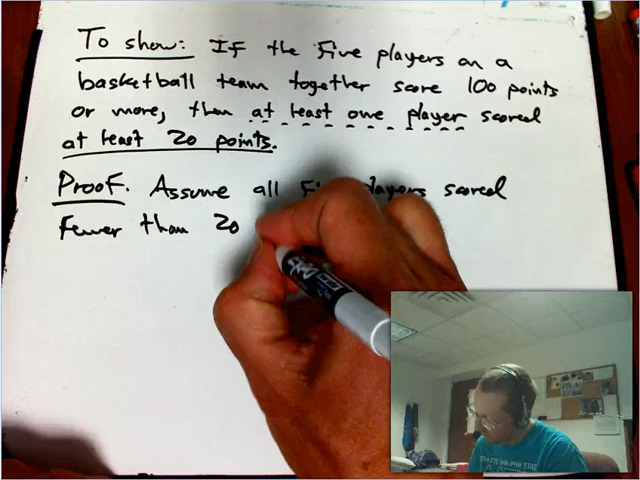 To show: If the five players on a
basketball team together score 100 points
or more, then at least one player scored
at least 20 points.
Proof. Assume all players scored
fewer than 20